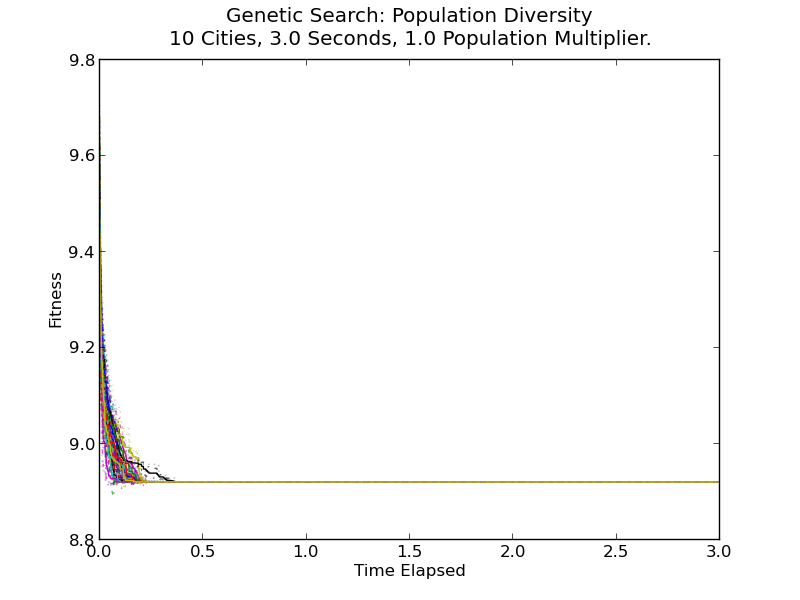 Genetic Search: Population Diversity
10 Cities, 3.0 Seconds, 1.0 Population Multiplier.
9.8
9.6
9.4
Fitness
9.2
9.0
8.8
0.0 0.5 1.0 1.5 2.0 2.5 3.0
Time Elapsed